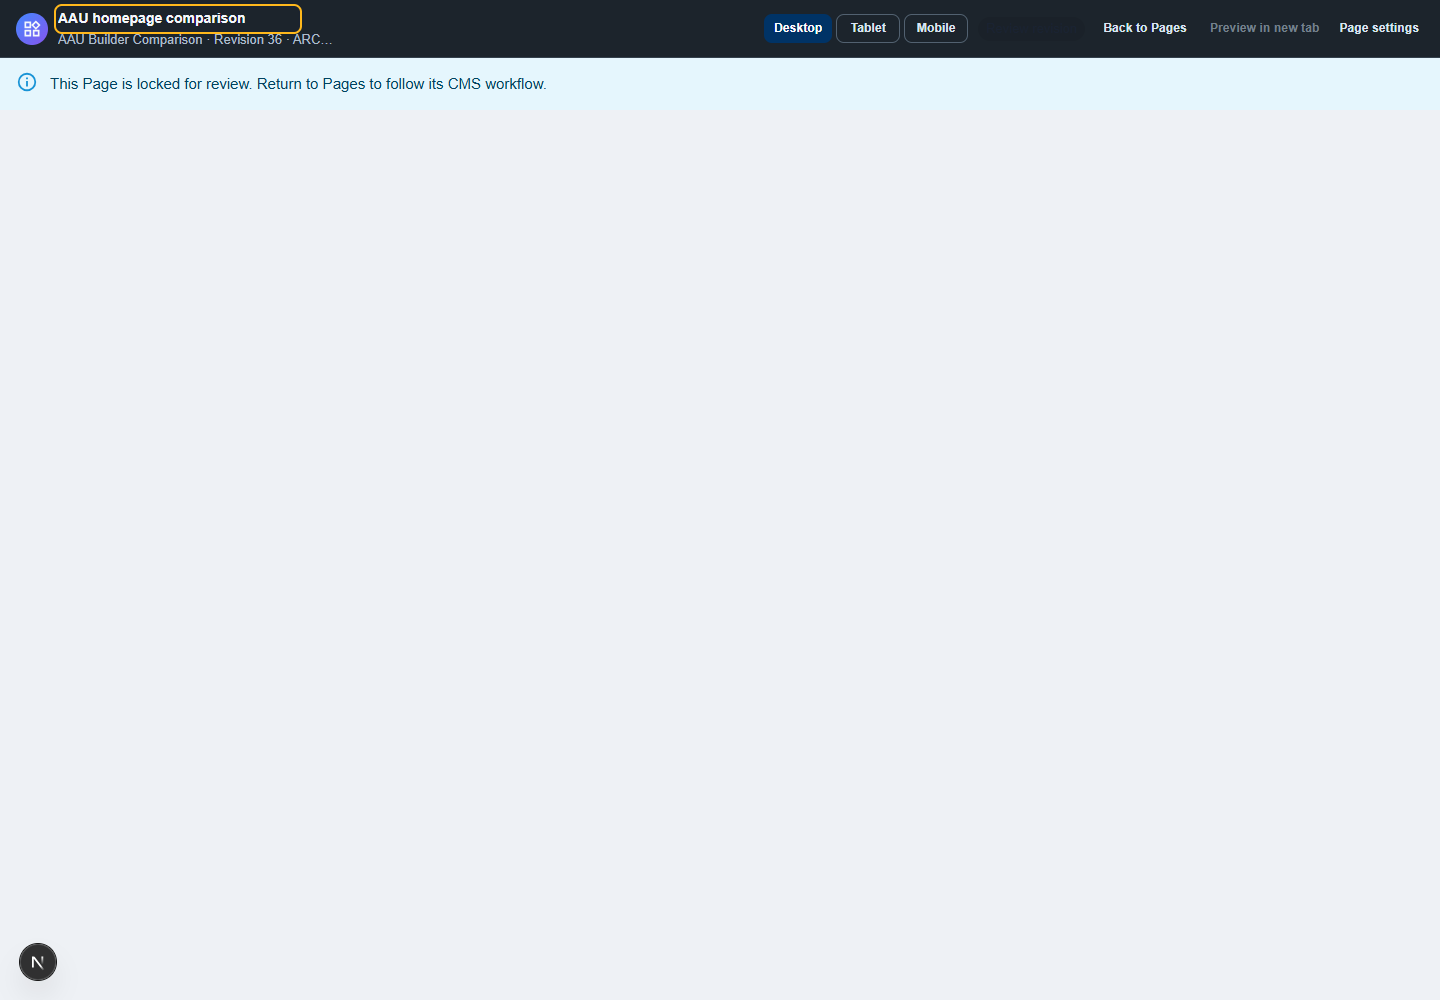 AAU homepage comparison
AAU Builder Comparison · Revision 36 · ARC…
Desktop
Tablet
Mobile
Back to Pages
Preview in new tab
Page settings
This Page is locked for review. Return to Pages to follow its CMS workflow.
N